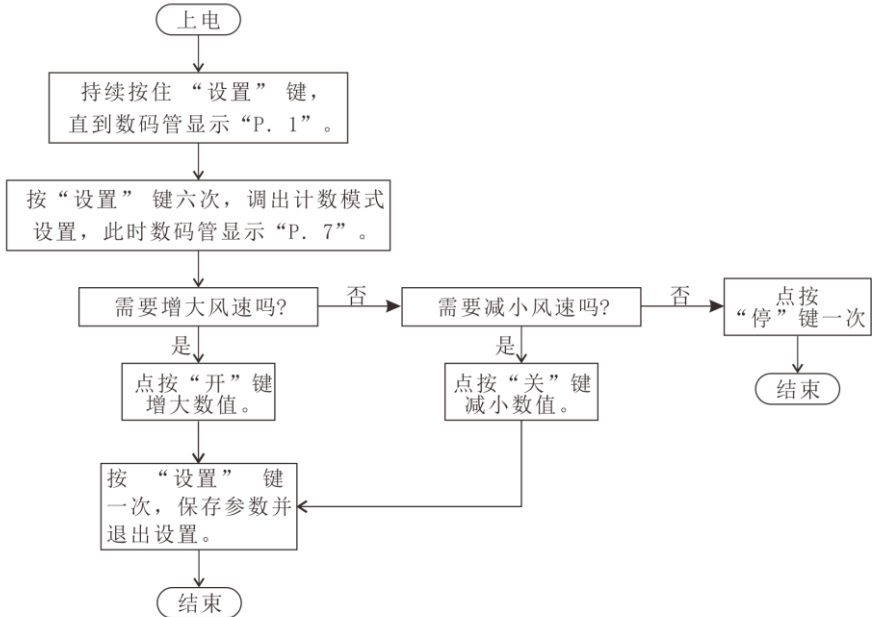 上电
持续按住 “设置” 键，
直到数码管显示“P. 1” 。
按“设置” 键六次，调出计数模式
设置，此时数码管显示“P. 7” 。
需要增大风速吗?
否
需要减小风速吗?
否
点按
“停”键一次
是
是
点按“开”键
增大数值。
点按“关”键
减小数值。
结束
按 “设置” 键
一次，保存参数并
退出设置。
结束